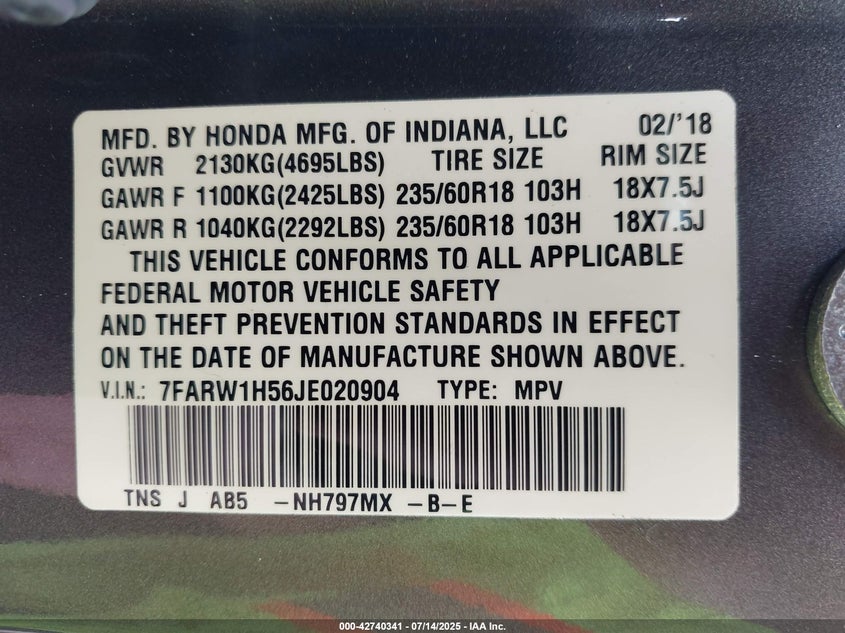 MFD. BY HONDA MFG. OF INDIANA, LLC 02/'18
GVWR 2130KG(4695LBS) TIRE SIZE RIM SIZE
GAWR F 1100KG(2425LBS) 235/60R18 103H 18X7.5J
GAWR R 1040KG(2292LBS) 235/60R18 103H 18X7.5J
THIS VEHICLE CONFORMS TO ALL APPLICABLE
FEDERAL MOTOR VEHICLE SAFETY
AND THEFT PREVENTION STANDARDS IN EFFECT
ON THE DATE OF MANUFACTURE SHOWN ABOVE.
V.I.N.: 7FARW1H56JE020904 TYPE: MPV
TNS J AB5 -NH797MX -B-E
000-42740341 - 07/14/2025 - IAA Inc.